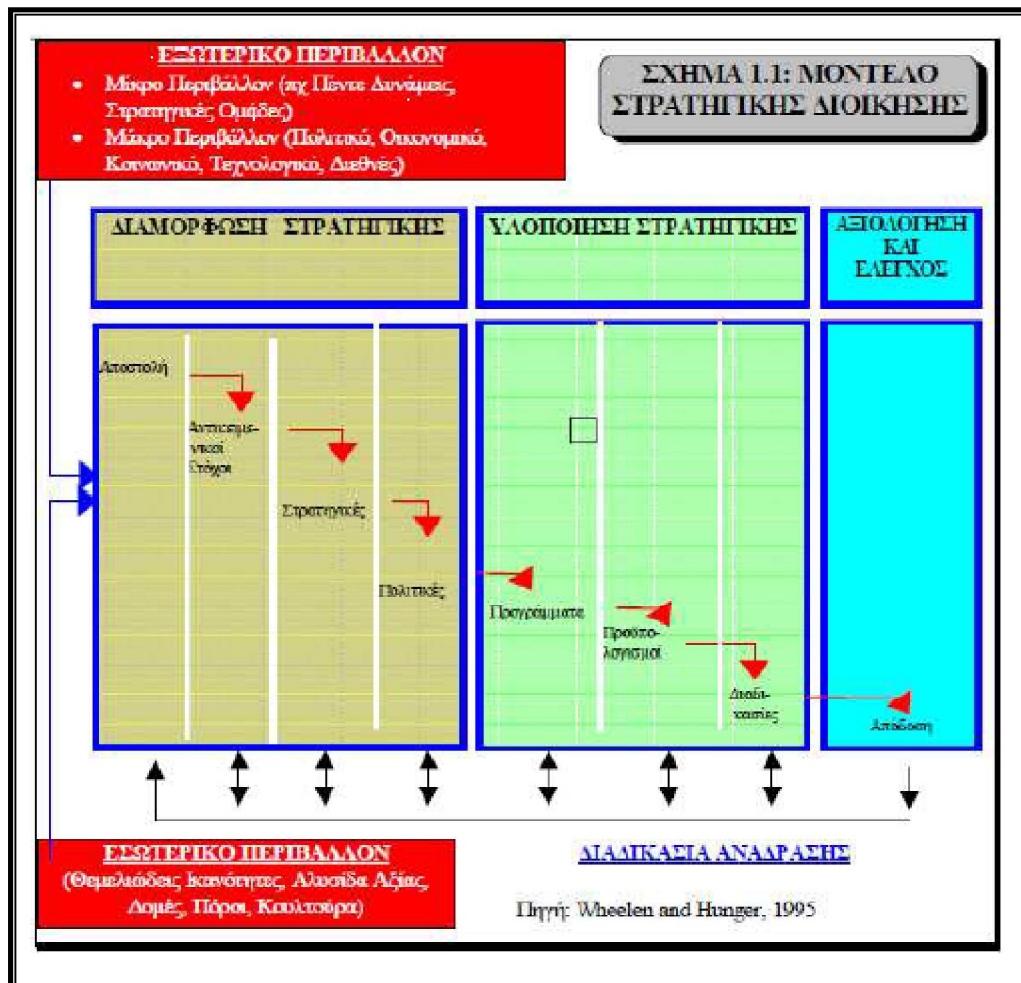 ΕΞΩΤΕΡΙΚΟ ΠΕΡΙΒΑΛΛΟΝ
• Μίκρο Περιβάλλον (πχ Πέντε Δυνάμεις,
Στρατηγικές Ομάδες)
• Μάκρο Περιβάλλον (Πολιτικό, Οικονομικό,
Κοινωνικό, Τεχνολογικό, Διεθνές)
ΣΧΗΜΑ 1.1: ΜΟΝΤΕΛΟ
ΣΤΡΑΤΗΓΙΚΗΣ ΔΙΟΙΚΗΣΗΣ
ΔΙΑΜΟΡΦΩΣΗ ΣΤΡΑΤΗΓΙΚΗΣ
ΥΛΟΠΟΙΗΣΗ ΣΤΡΑΤΗΓΙΚΗΣ
ΑΞΙΟΛΟΓΗΣΗ
ΚΑΙ
ΕΛΕΓΧΟΣ
Αποστολή
Αντικειμε-
νικοί
Στόχοι
Στρατηγικές
Πολιτικές
Προγράμματα
Προϋπο-
λογισμοί
Διαδι-
κασίες
Απόδοση
ΕΣΩΤΕΡΙΚΟ ΠΕΡΙΒΑΛΛΟΝ
(Θεμελιώδεις Ικανότητες, Αλυσίδα Αξίας,
Δομές, Πόροι, Κουλτούρα)
ΔΙΑΔΙΚΑΣΙΑ ΑΝΑΔΡΑΣΗΣ
Πηγή: Wheelen and Hunger, 1995